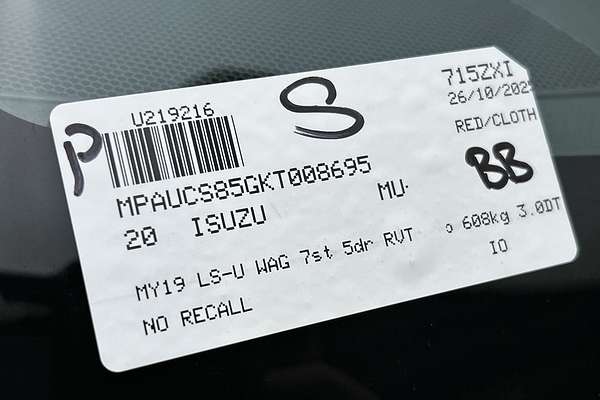 U219216
P
S
715ZXI
26/10/202
RED/CLOTH
BB
MPAUCS85GKT008695
20 ISUZU MU-
MY19 LS-U WAG 7st 5dr RVT 608kg 3.0DT
NO RECALL IO